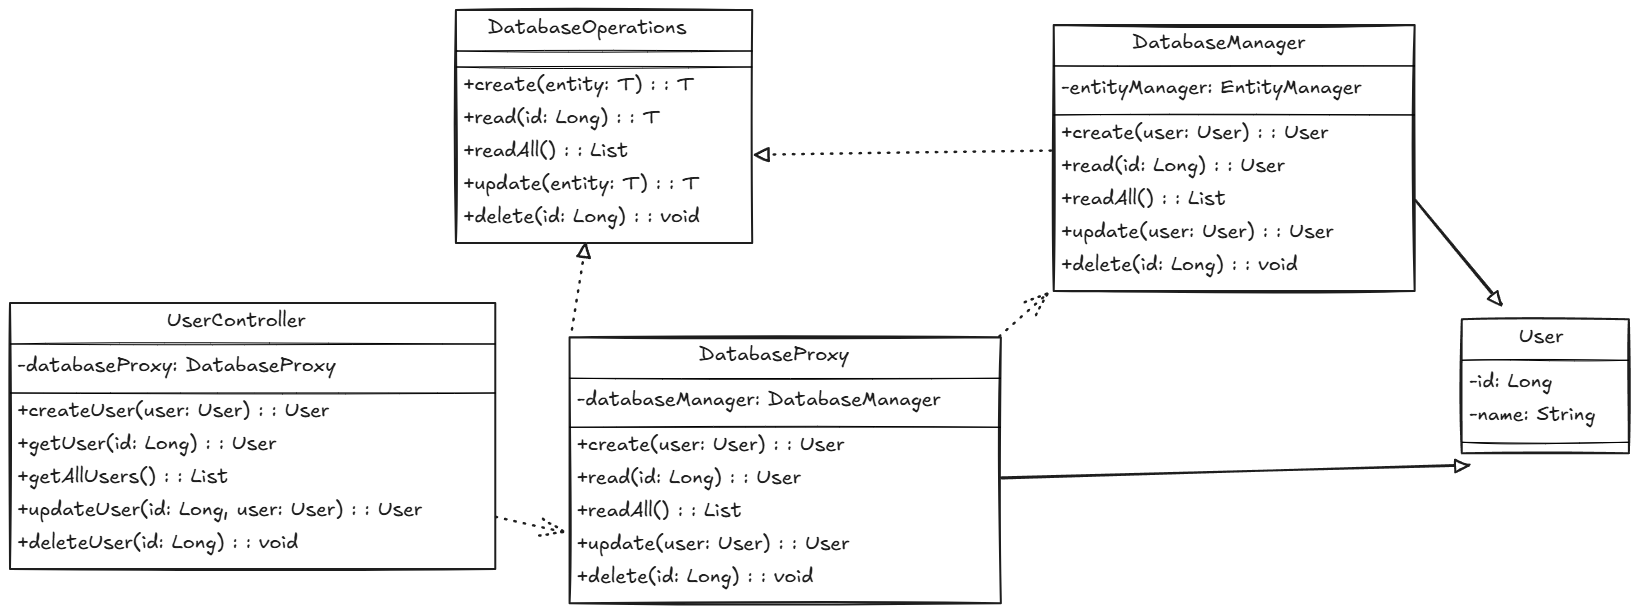 DatabaseOperations
+create(entity: T) : : T
+read(id: Long) : : T
+readAll() : : List
+update(entity: T) : : T
+delete(id: Long) : : void
DatabaseManager
-entityManager: EntityManager
+create(user: User) : : User
+read(id: Long) : : User
+readAll() : : List
+update(user: User) : : User
+delete(id: Long) : : void
UserController
-databaseProxy: DatabaseProxy
+createUser(user: User) : : User
+getUser(id: Long) : : User
+getAllUsers() : : List
+updateUser(id: Long, user: User) : : User
+deleteUser(id: Long) : : void
DatabaseProxy
-databaseManager: DatabaseManager
+create(user: User) : : User
+read(id: Long) : : User
+readAll() : : List
+update(user: User) : : User
+delete(id: Long) : : void
User
-id: Long
-name: String